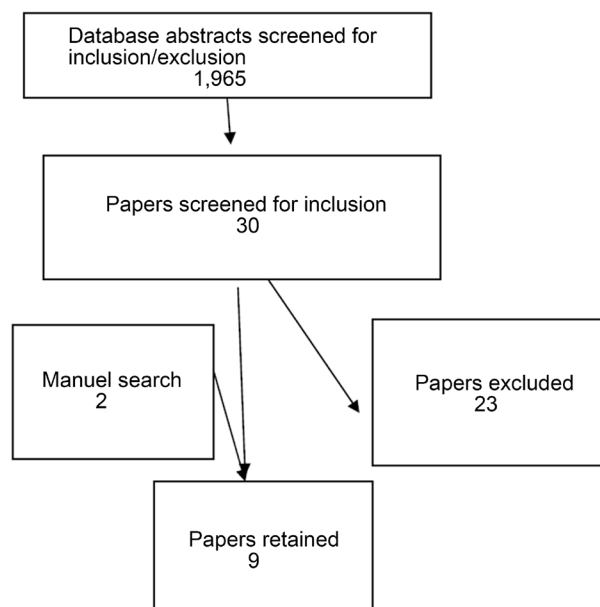 Database abstracts screened for
inclusion/exclusion
1,965
Papers screened for inclusion
30
Manuel search
2
Papers excluded
23
Papers retained
9